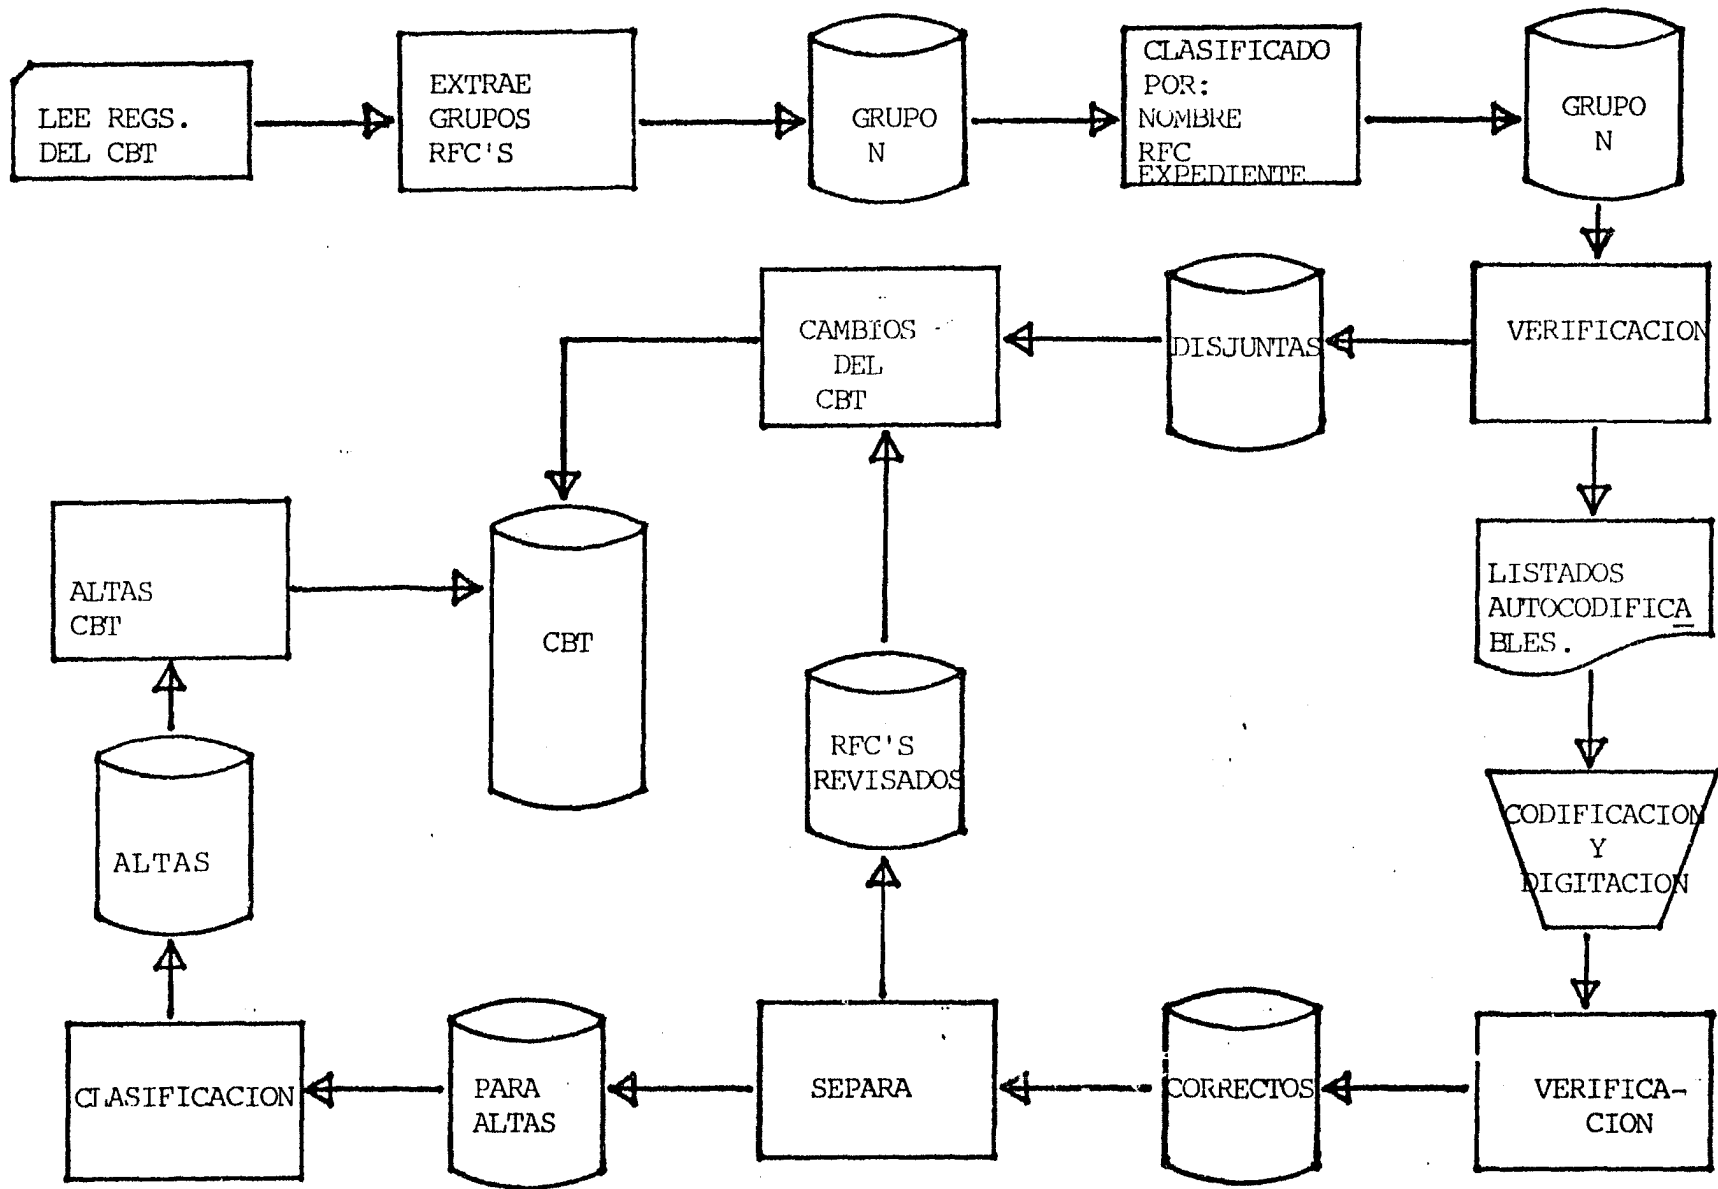 LEE REGS.
DEL CBT
EXTRAE
GRUPOS
RFC'S
GRUPO
N
CLASIFICADO
POR:
NOMBRE
RFC
EXPEDIENTE
GRUPO
N
CAMBIOS
DEL
CBT
DISJUNTAS
VERIFICACION
ALTAS
CBT
CBT
LISTADOS
AUTOCODIFICA
BLES.
RFC'S
REVISADOS
CODIFICACION
Y
DIGITACION
ALTAS
CLASIFICACION
PARA
ALTAS
SEPARA
CORRECTOS
VERIFICA-
CION